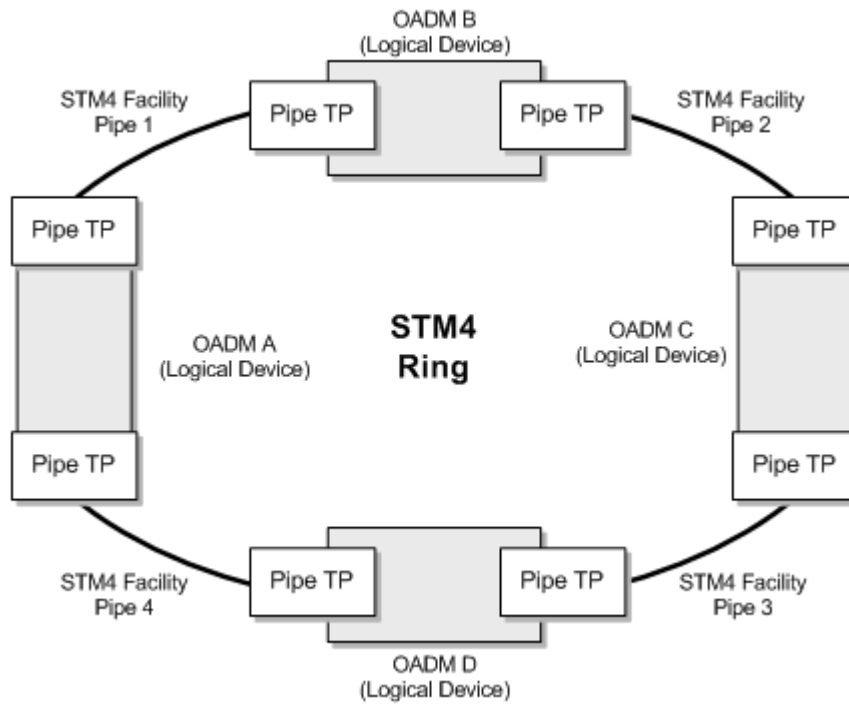 OADM B
(Logical Device)
STM4 Facility
Pipe 1
Pipe TP
Pipe TP
STM4 Facility
Pipe 2
Pipe TP
Pipe TP
OADM A
(Logical Device)
STM4
Ring
OADM C
(Logical Device)
Pipe TP
Pipe TP
STM4 Facility
Pipe 4
Pipe TP
Pipe TP
STM4 Facility
Pipe 3
OADM D
(Logical Device)